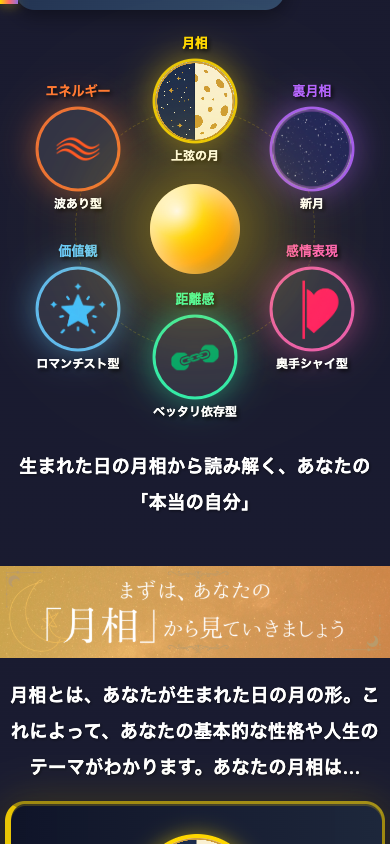 月相
エネルギー
裏月相
上弦の月
波あり型
新月
価値観
感情表現
距離感
ロマンチスト型
奥手シャイ型
ベッタリ依存型
生まれた日の月相から読み解く、あなたの
「本当の自分」
まずは、あなたの
「月相」から見ていきましょう
月相とは、あなたが生まれた日の月の形。こ
れによって、あなたの基本的な性格や人生の
テーマがわかります。あなたの月相は...